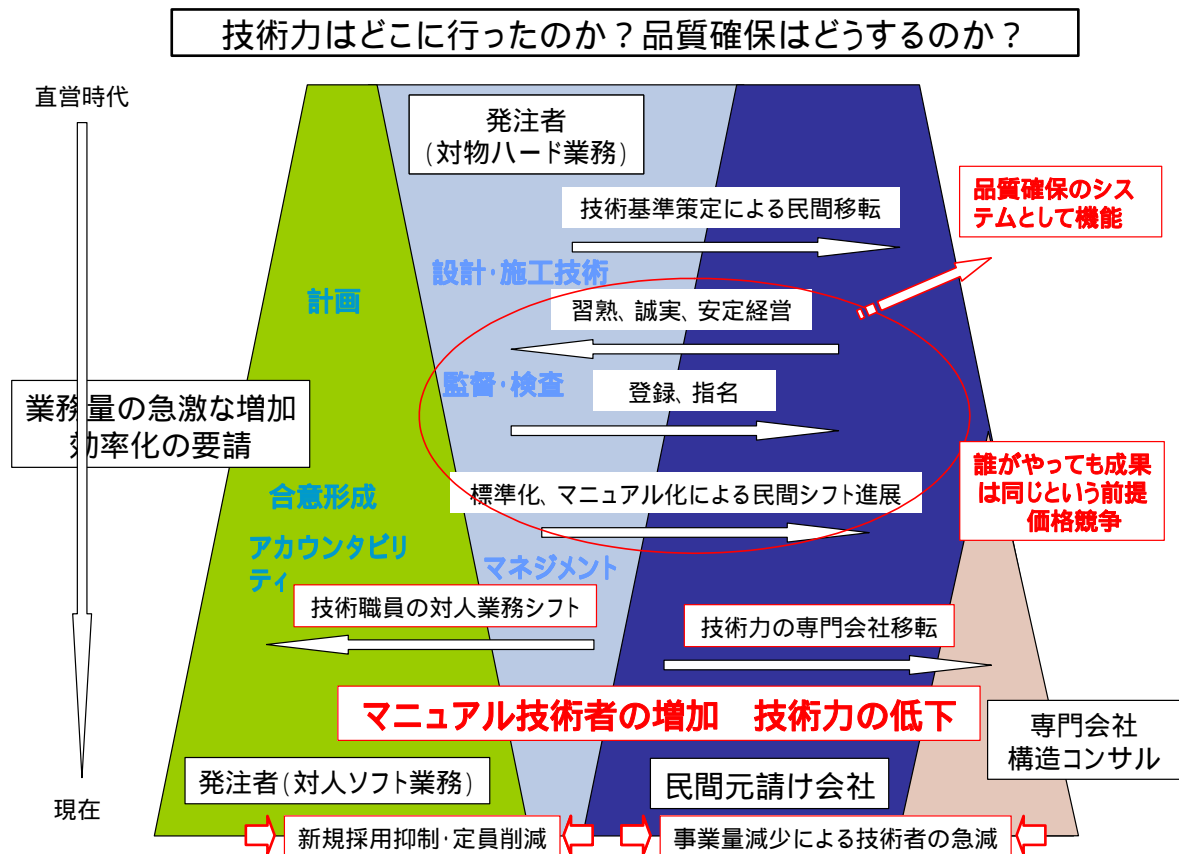 技術力はどこに行ったのか？品質確保はどうするのか？
直営時代
発注者
(対物ハード業務)
技術基準策定による民間移転
品質確保のシス
テムとして機能
設計・施工技術
計画
習熟、誠実、安定経営
監督・検査
登録、指名
業務量の急激な増加
効率化の要請
誰がやっても成果
は同じという前提
価格競争
合意形成
標準化、マニュアル化による民間シフト進展
アカウンタビリ
ティ
マネジメント
技術職員の対人業務シフト
技術力の専門会社移転
マニュアル技術者の増加　技術力の低下
専門会社
構造コンサル
発注者(対人ソフト業務)
民間元請け会社
現在
新規採用抑制・定員削減
事業量減少による技術者の急減